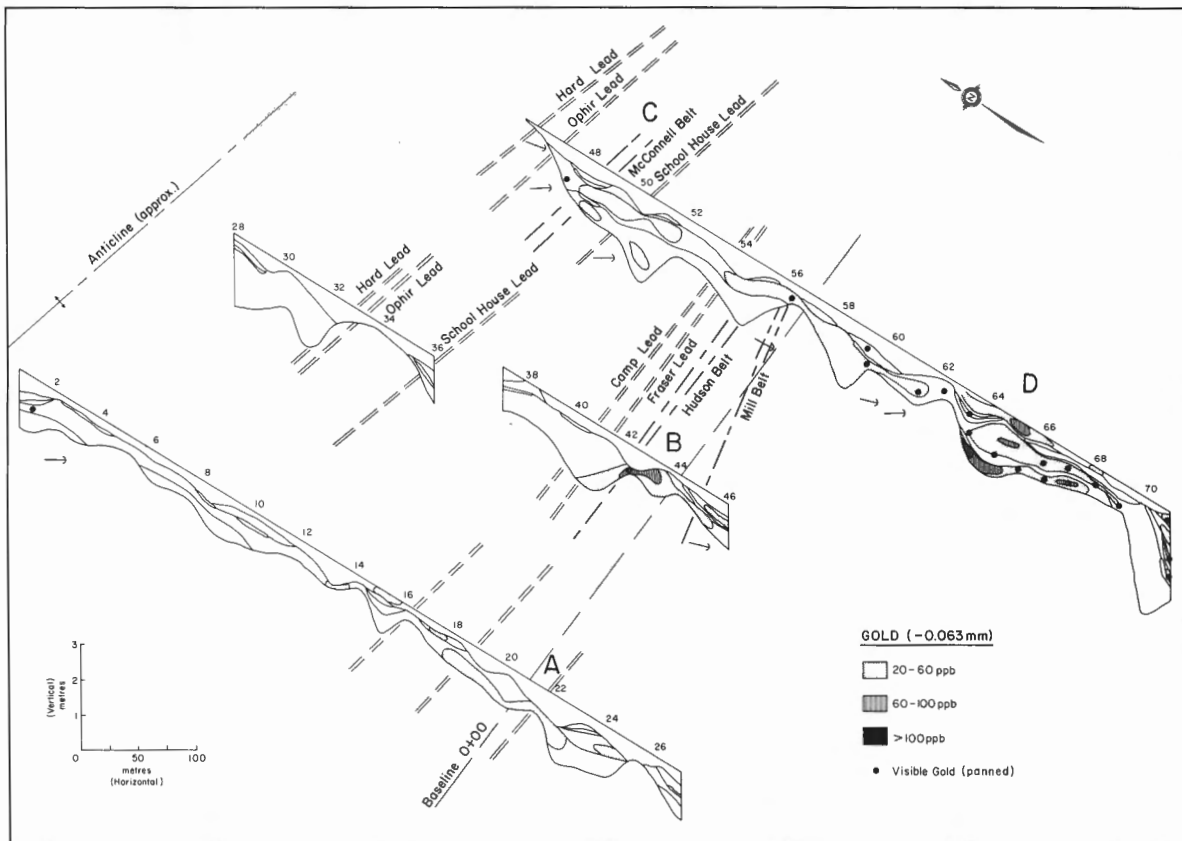 Hard Lead
Ophir Lead
C
McConnell Belt
School House Lead
N
48
50
52
54
56
58
60
62
D
64
66
68
70
Anticline (approx.)
28
30
32
34
36
Hard Lead
Ophir Lead
School House Lead
Camp Lead
Fraser Lead
Hudson Belt
Mill Belt
38
40
42
B
44
46
2
4
6
8
10
12
14
16
18
20
A
22
24
26
Baseline 0+00
3
2
1
(Vertical)
metres
0 50 100
metres
(Horizontal)
GOLD (-0.063mm)
20-60 ppb
60-100 ppb
>100 ppb
Visible Gold (panned)